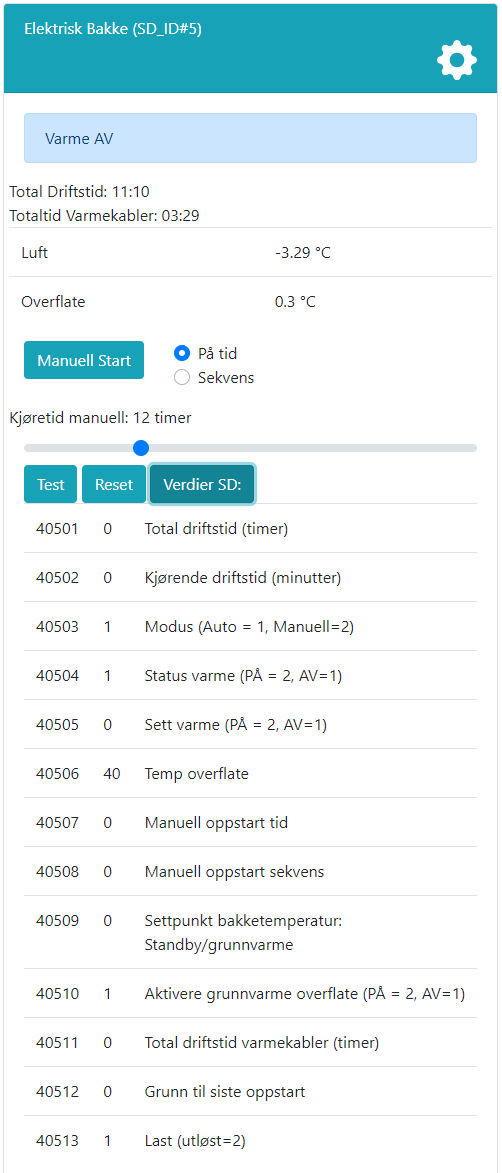 Elektrisk Bakke (SD_ID#5)
Varme AV
Total Driftstid: 11:10
Totaltid Varmekabler: 03:29
Luft -3.29 °C
Overflate 0.3 °C
Manuell Start
På tid
Sekvens
Kjøretid manuell: 12 timer
Test Reset Verdier SD:
40501 0 Total driftstid (timer)
40502 0 Kjørende driftstid (minutter)
40503 1 Modus (Auto = 1, Manuell=2)
40504 1 Status varme (PÅ = 2, AV=1)
40505 0 Sett varme (PÅ = 2, AV=1)
40506 40 Temp overflate
40507 0 Manuell oppstart tid
40508 0 Manuell oppstart sekvens
40509 0 Settpunkt bakketemperatur:
Standby/grunnvarme
40510 1 Aktivere grunnvarme overflate (PÅ = 2, AV=1)
40511 0 Total driftstid varmekabler (timer)
40512 0 Grunn til siste oppstart
40513 1 Last (utløst=2)